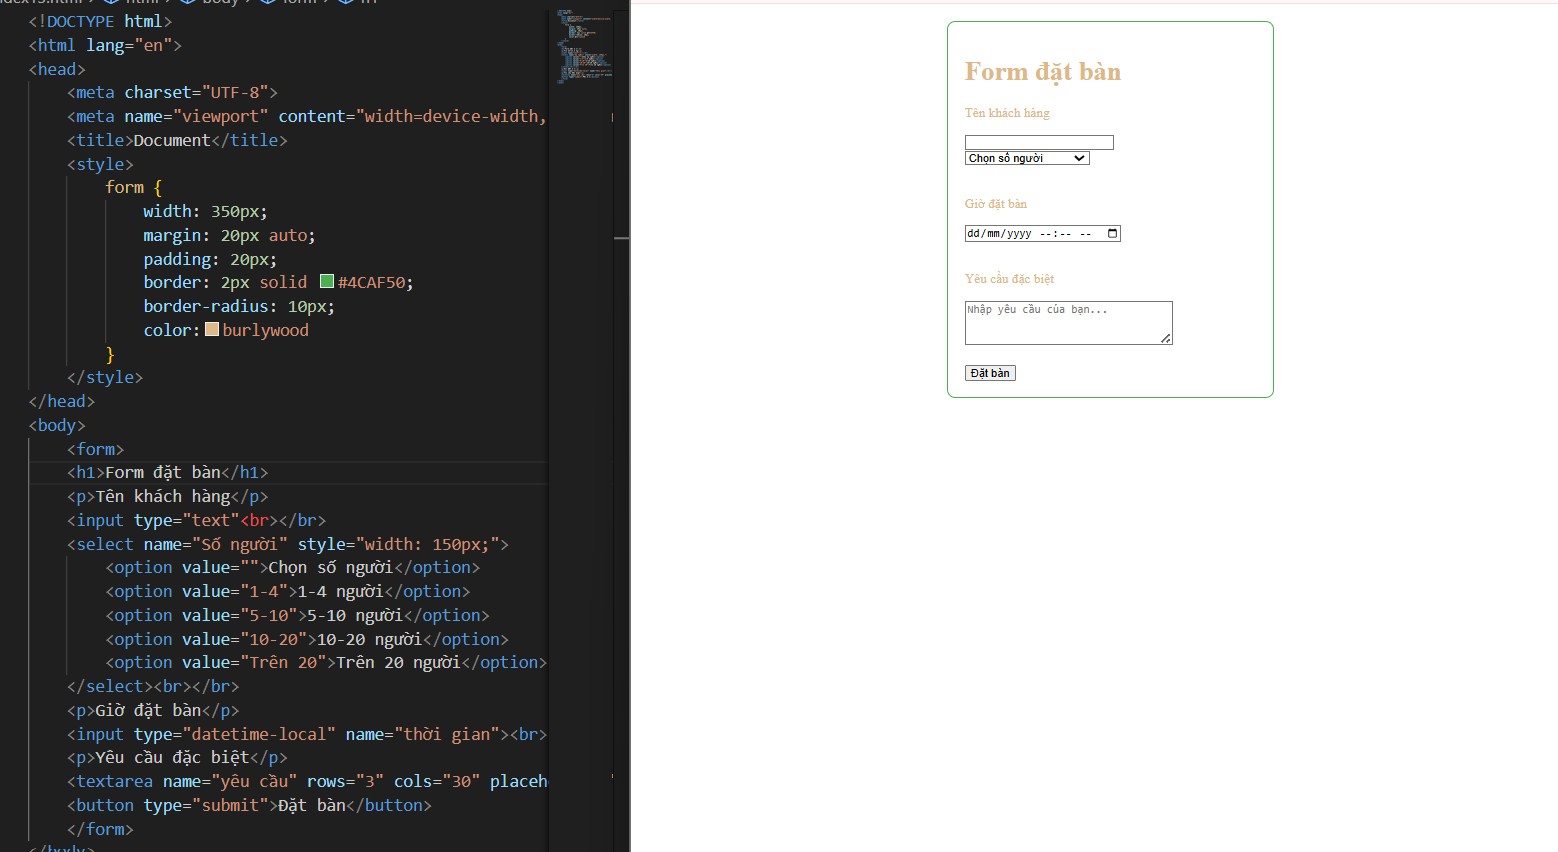 <!DOCTYPE html>
<html lang="en">
<head>
<meta charset="UTF-8">
<meta name="viewport" content="width=device-width,
<title>Document</title>
<style>
form {
width: 350px;
margin: 20px auto;
padding: 20px;
border: 2px solid #4CAF50;
border-radius: 10px;
color: burlywood
}
</style>
</head>
<body>
<form>
<h1>Form đặt bàn</h1>
<p>Tên khách hàng</p>
<input type="text"<br></br>
<select name="Số người" style="width: 150px;">
<option value="">Chọn số người</option>
<option value="1-4">1-4 người</option>
<option value="5-10">5-10 người</option>
<option value="10-20">10-20 người</option>
<option value="Trên 20">Trên 20 người</option>
</select><br></br>
<p>Giờ đặt bàn</p>
<input type="datetime-local" name="thời gian"><br>
<p>Yêu cầu đặc biệt</p>
<textarea name="yêu cầu" rows="3" cols="30" placeh
<button type="submit">Đặt bàn</button>
</form>
Form đặt bàn
Tên khách hàng
Chọn số người
Giờ đặt bàn
dd/mm/yyyy --:-- --
Yêu cầu đặc biệt
Nhập yêu cầu của bạn...
Đặt bàn